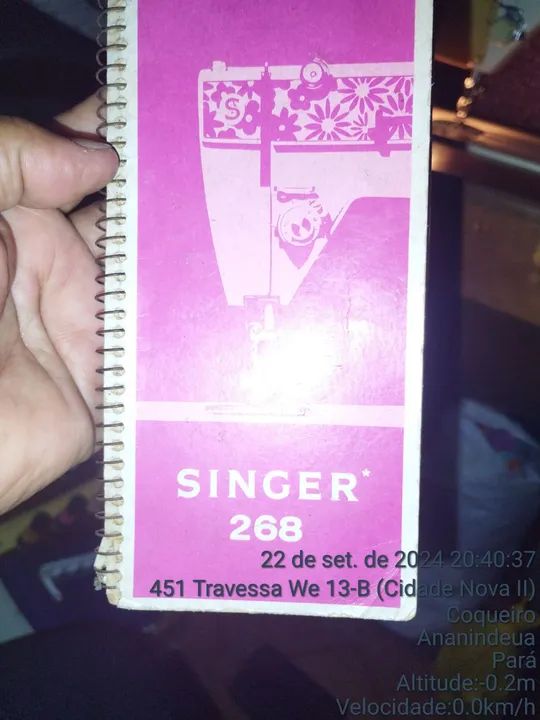 S
SINGER*
268
22 de set. de 2024 20:40:37
451 Travessa We 13-B (Cidade Nova II)
Coqueiro
Ananindeua
Pará
Altitude:-0.2m
Velocidade:0.0km/h